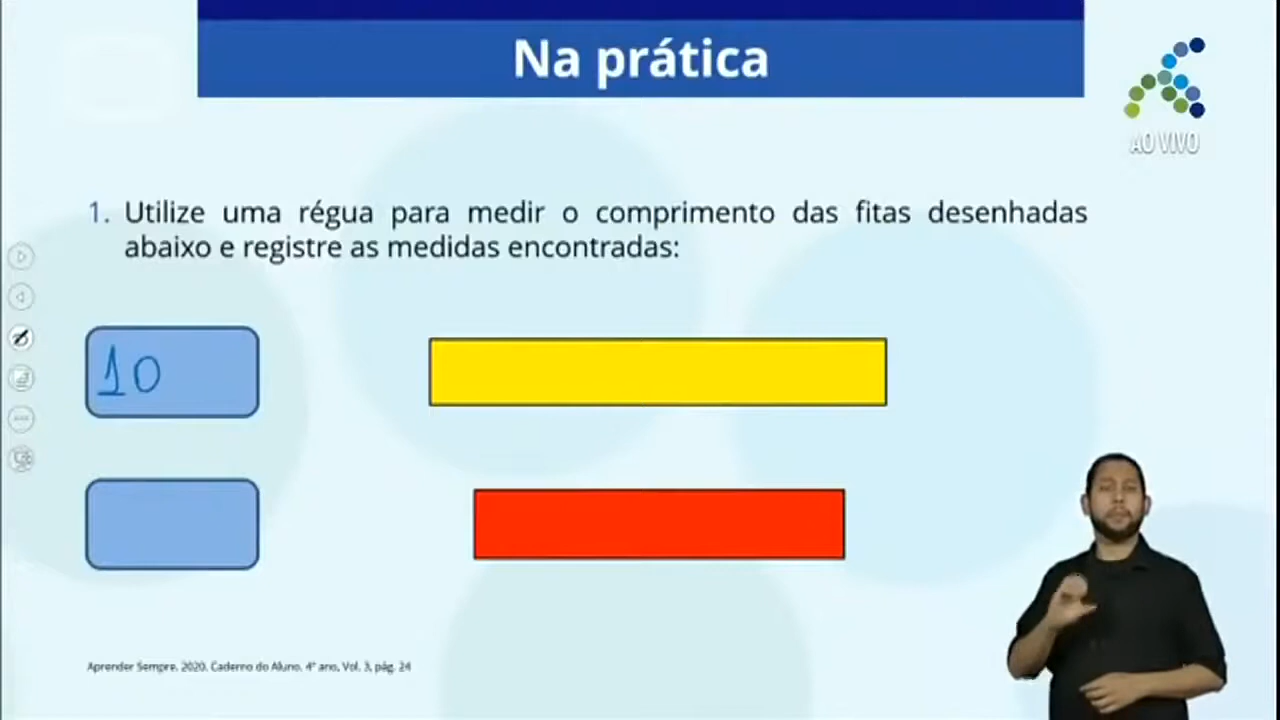 Na prática
AO VIVO
1. Utilize uma régua para medir o comprimento das fitas desenhadas
abaixo e registre as medidas encontradas:
10
Aprender Sempre. 2020. Caderno do Aluno. 4º ano, Vol. 3, pág. 24